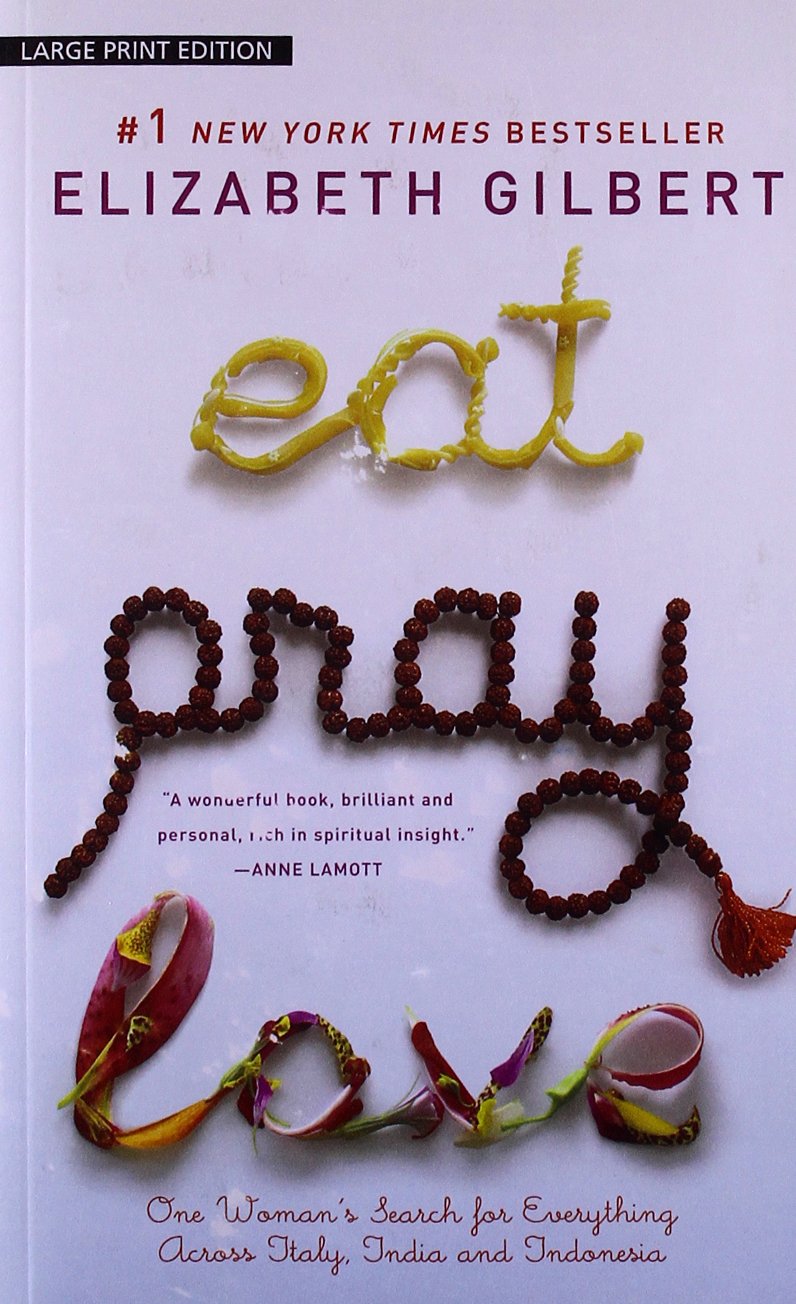 LARGE PRINT EDITION
#1 NEW YORK TIMES BESTSELLER
ELIZABETH GILBERT
eat
pray
"A wonderful book, brilliant and
personal, rich in spiritual insight."
—ANNE LAMOTT
love
One Woman's Search for Everything
Across Italy, India and Indonesia